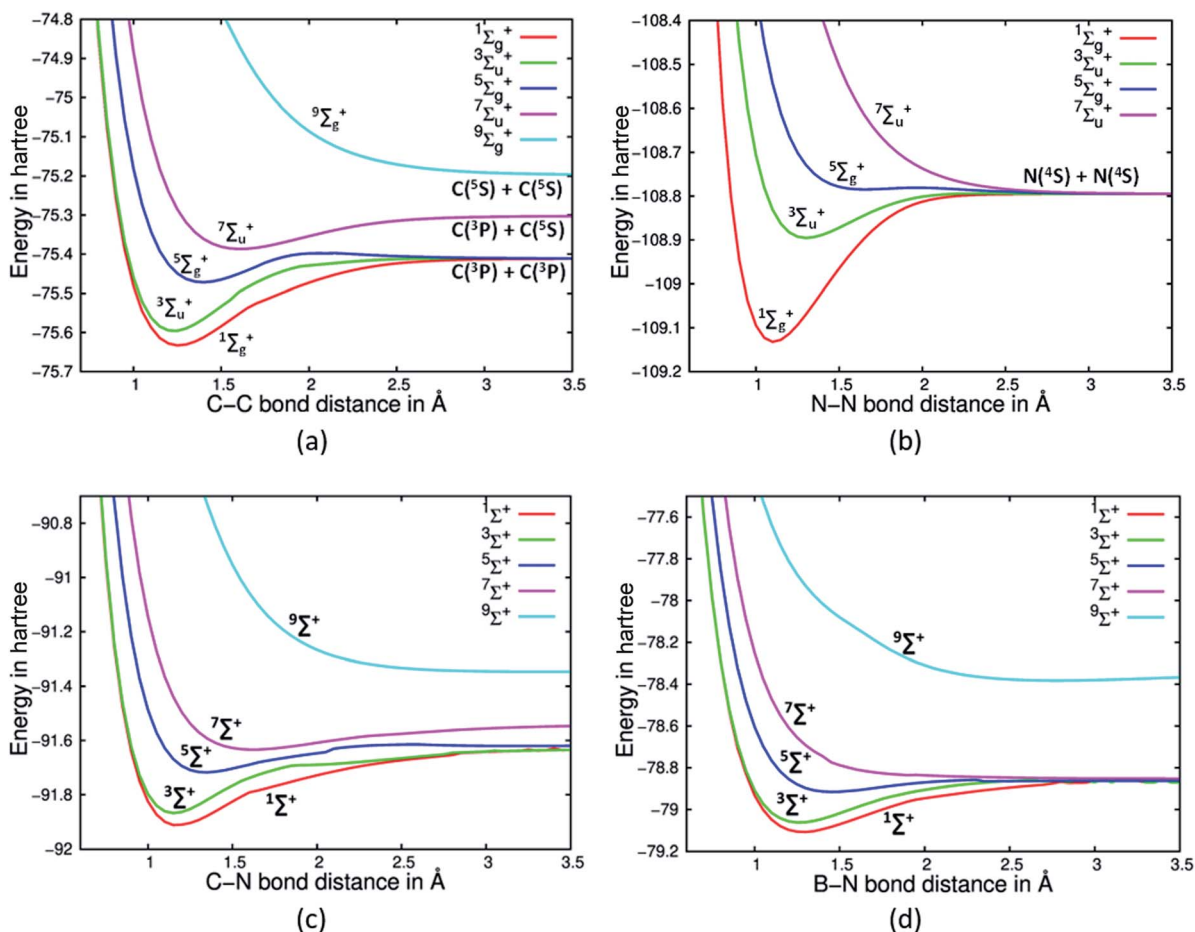 Energy in hartree
-74.8
-74.9
-75
-75.1
-75.2
-75.3
-75.4
-75.5
-75.6
-75.7
¹Σg⁺
³Σu⁺
⁵Σg⁺
⁷Σu⁺
⁹Σg⁺
⁹Σg⁺
C(⁵S) + C(⁵S)
⁷Σu⁺
C(³P) + C(⁵S)
⁵Σg⁺
C(³P) + C(³P)
³Σu⁺
¹Σg⁺
1 1.5 2 2.5 3 3.5
C–C bond distance in Å
(a)
Energy in hartree
-108.4
-108.5
-108.6
-108.7
-108.8
-108.9
-109
-109.1
-109.2
¹Σg⁺
³Σu⁺
⁵Σg⁺
⁷Σu⁺
⁷Σu⁺
N(⁴S) + N(⁴S)
⁵Σg⁺
³Σu⁺
¹Σg⁺
1 1.5 2 2.5 3 3.5
N–N bond distance in Å
(b)
Energy in hartree
-90.8
-91
-91.2
-91.4
-91.6
-91.8
-92
¹Σ⁺
³Σ⁺
⁵Σ⁺
⁷Σ⁺
⁹Σ⁺
⁹Σ⁺
⁷Σ⁺
⁵Σ⁺
³Σ⁺
¹Σ⁺
1 1.5 2 2.5 3 3.5
C–N bond distance in Å
(c)
Energy in hartree
-77.6
-77.8
-78
-78.2
-78.4
-78.6
-78.8
-79
-79.2
¹Σ⁺
³Σ⁺
⁵Σ⁺
⁷Σ⁺
⁹Σ⁺
⁹Σ⁺
⁷Σ⁺
⁵Σ⁺
³Σ⁺
¹Σ⁺
1 1.5 2 2.5 3 3.5
B–N bond distance in Å
(d)